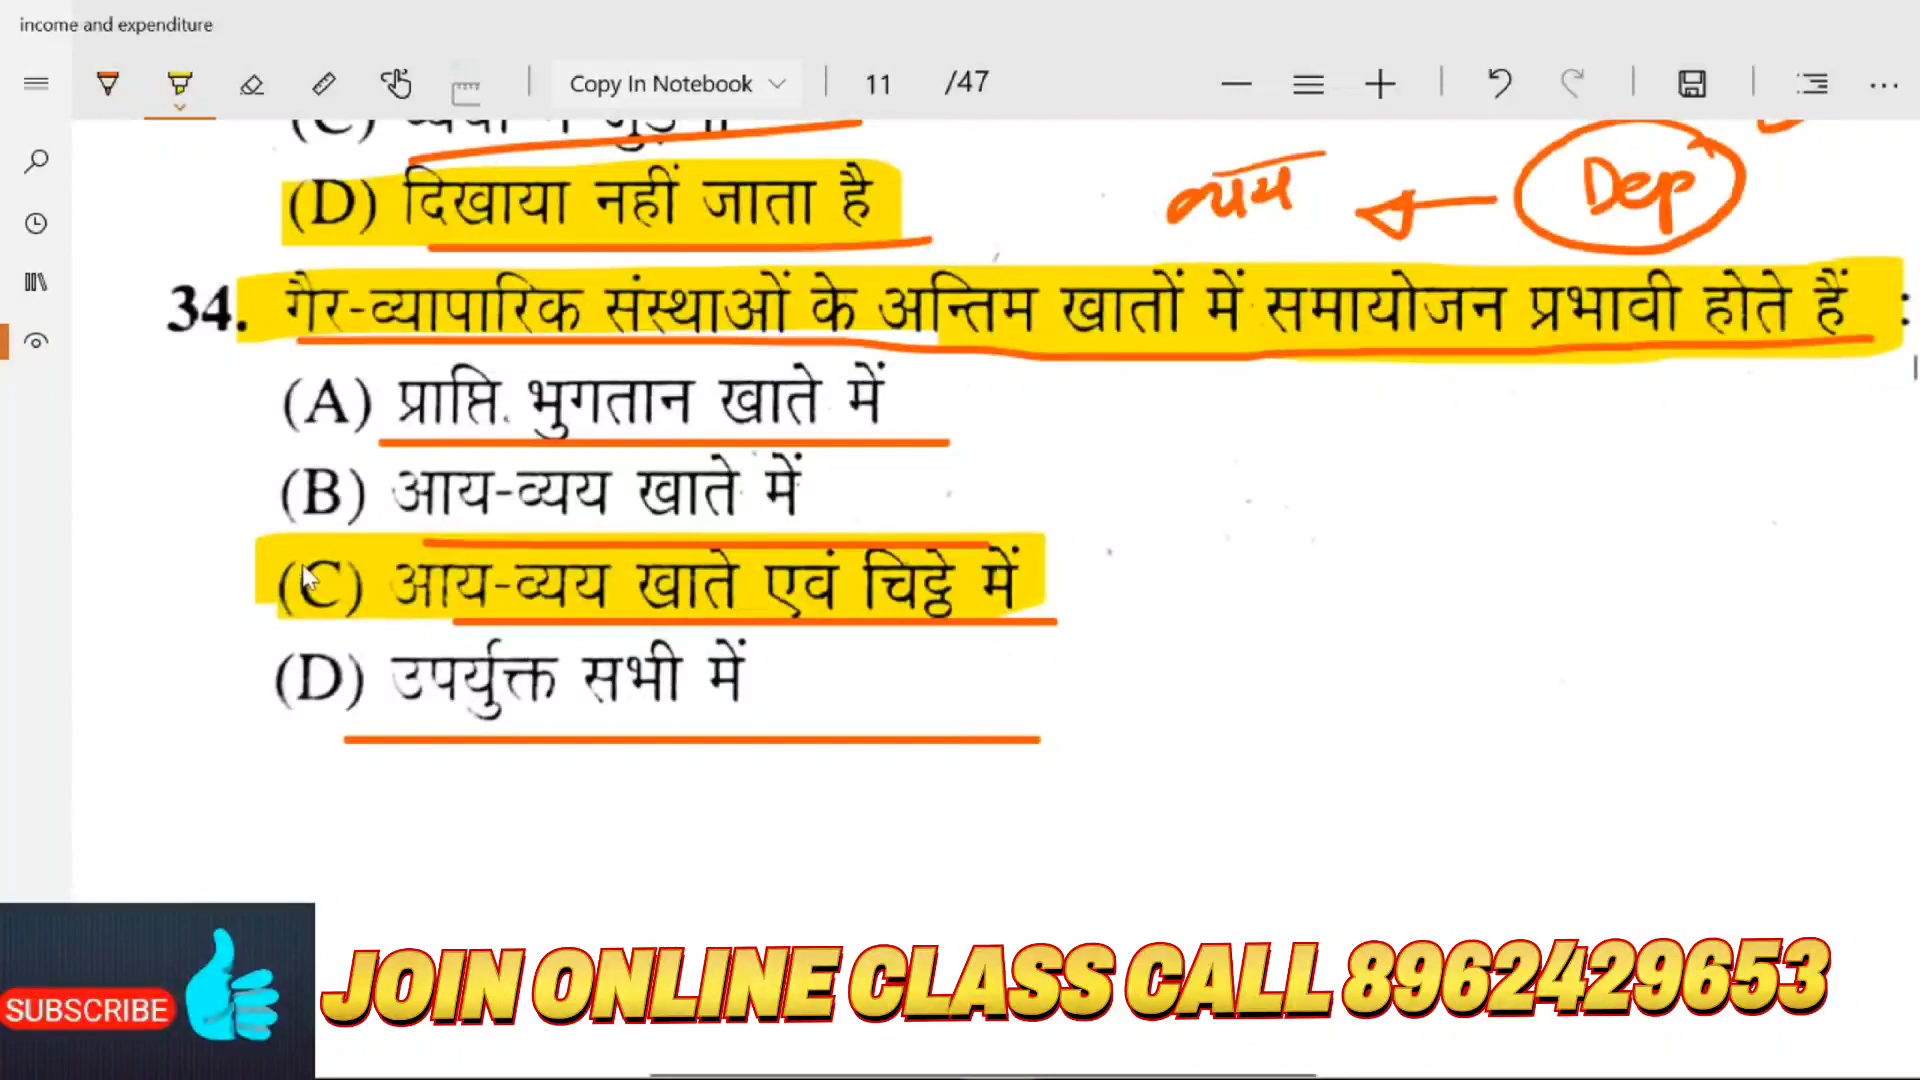 income and expenditure
Copy In Notebook
11 /47
(D) दिखाया नहीं जाता है
व्यय
Dep
34. गैर-व्यापारिक संस्थाओं के अन्तिम खातों में समायोजन प्रभावी होते हैं :
(A) प्राप्ति भुगतान खाते में
(B) आय-व्यय खाते में
(C) आय-व्यय खाते एवं चिट्ठे में
(D) उपर्युक्त सभी में
SUBSCRIBE
JOIN ONLINE CLASS CALL 8962429653